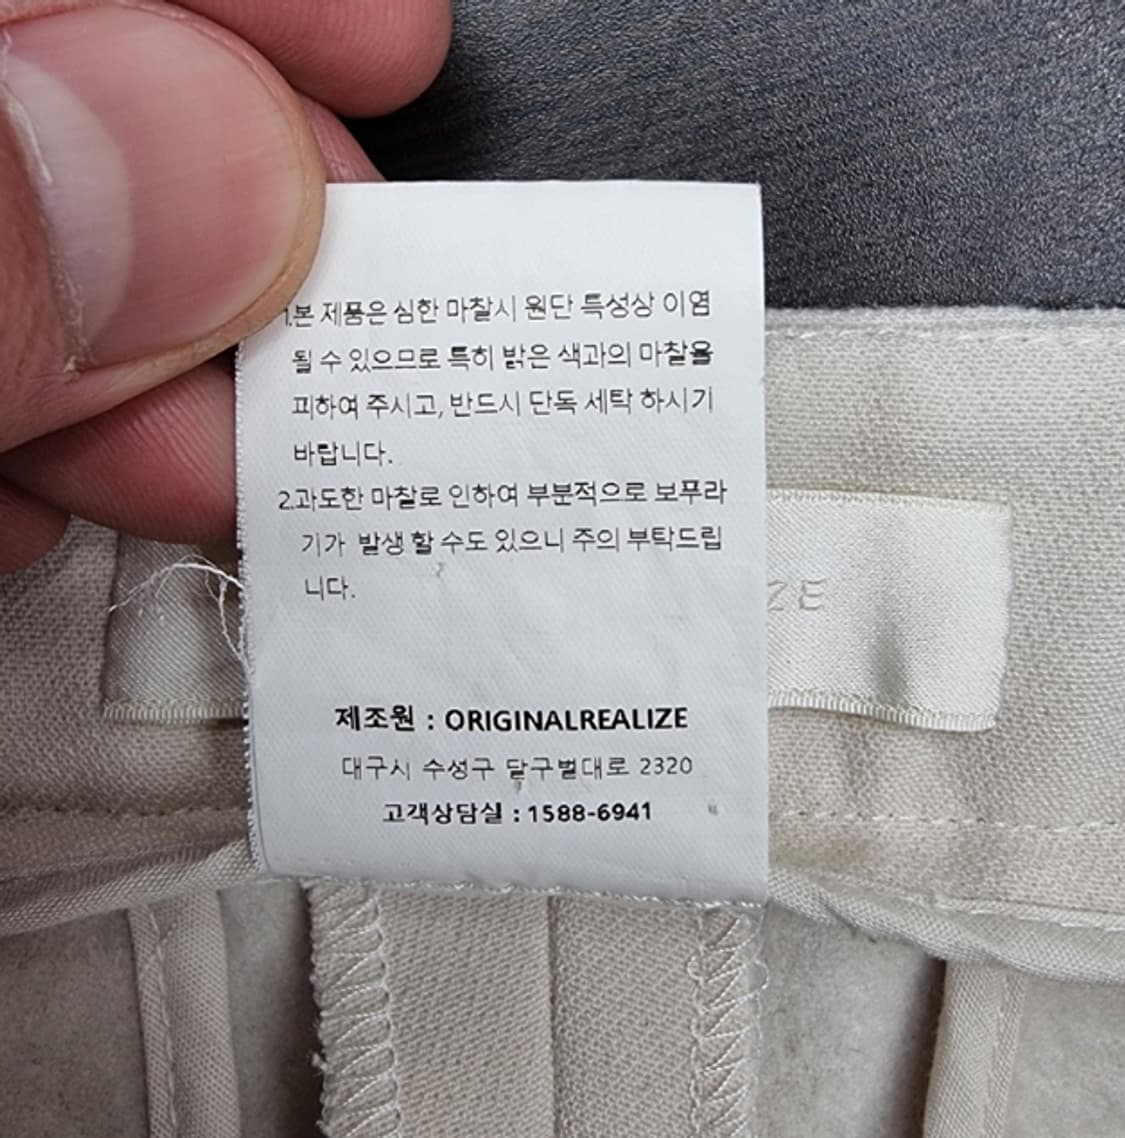 1.본 제품은 심한 마찰시 원단 특성상 이염
될 수 있으므로 특히 밝은 색과의 마찰을
피하여 주시고, 반드시 단독 세탁 하시기
바랍니다.
2.과도한 마찰로 인하여 부분적으로 보푸라
기가 발생 할 수도 있으니 주의 부탁드립
니다.
ZE
제조원 : ORIGINALREALIZE
대구시 수성구 달구벌대로 2320
고객상담실 : 1588-6941